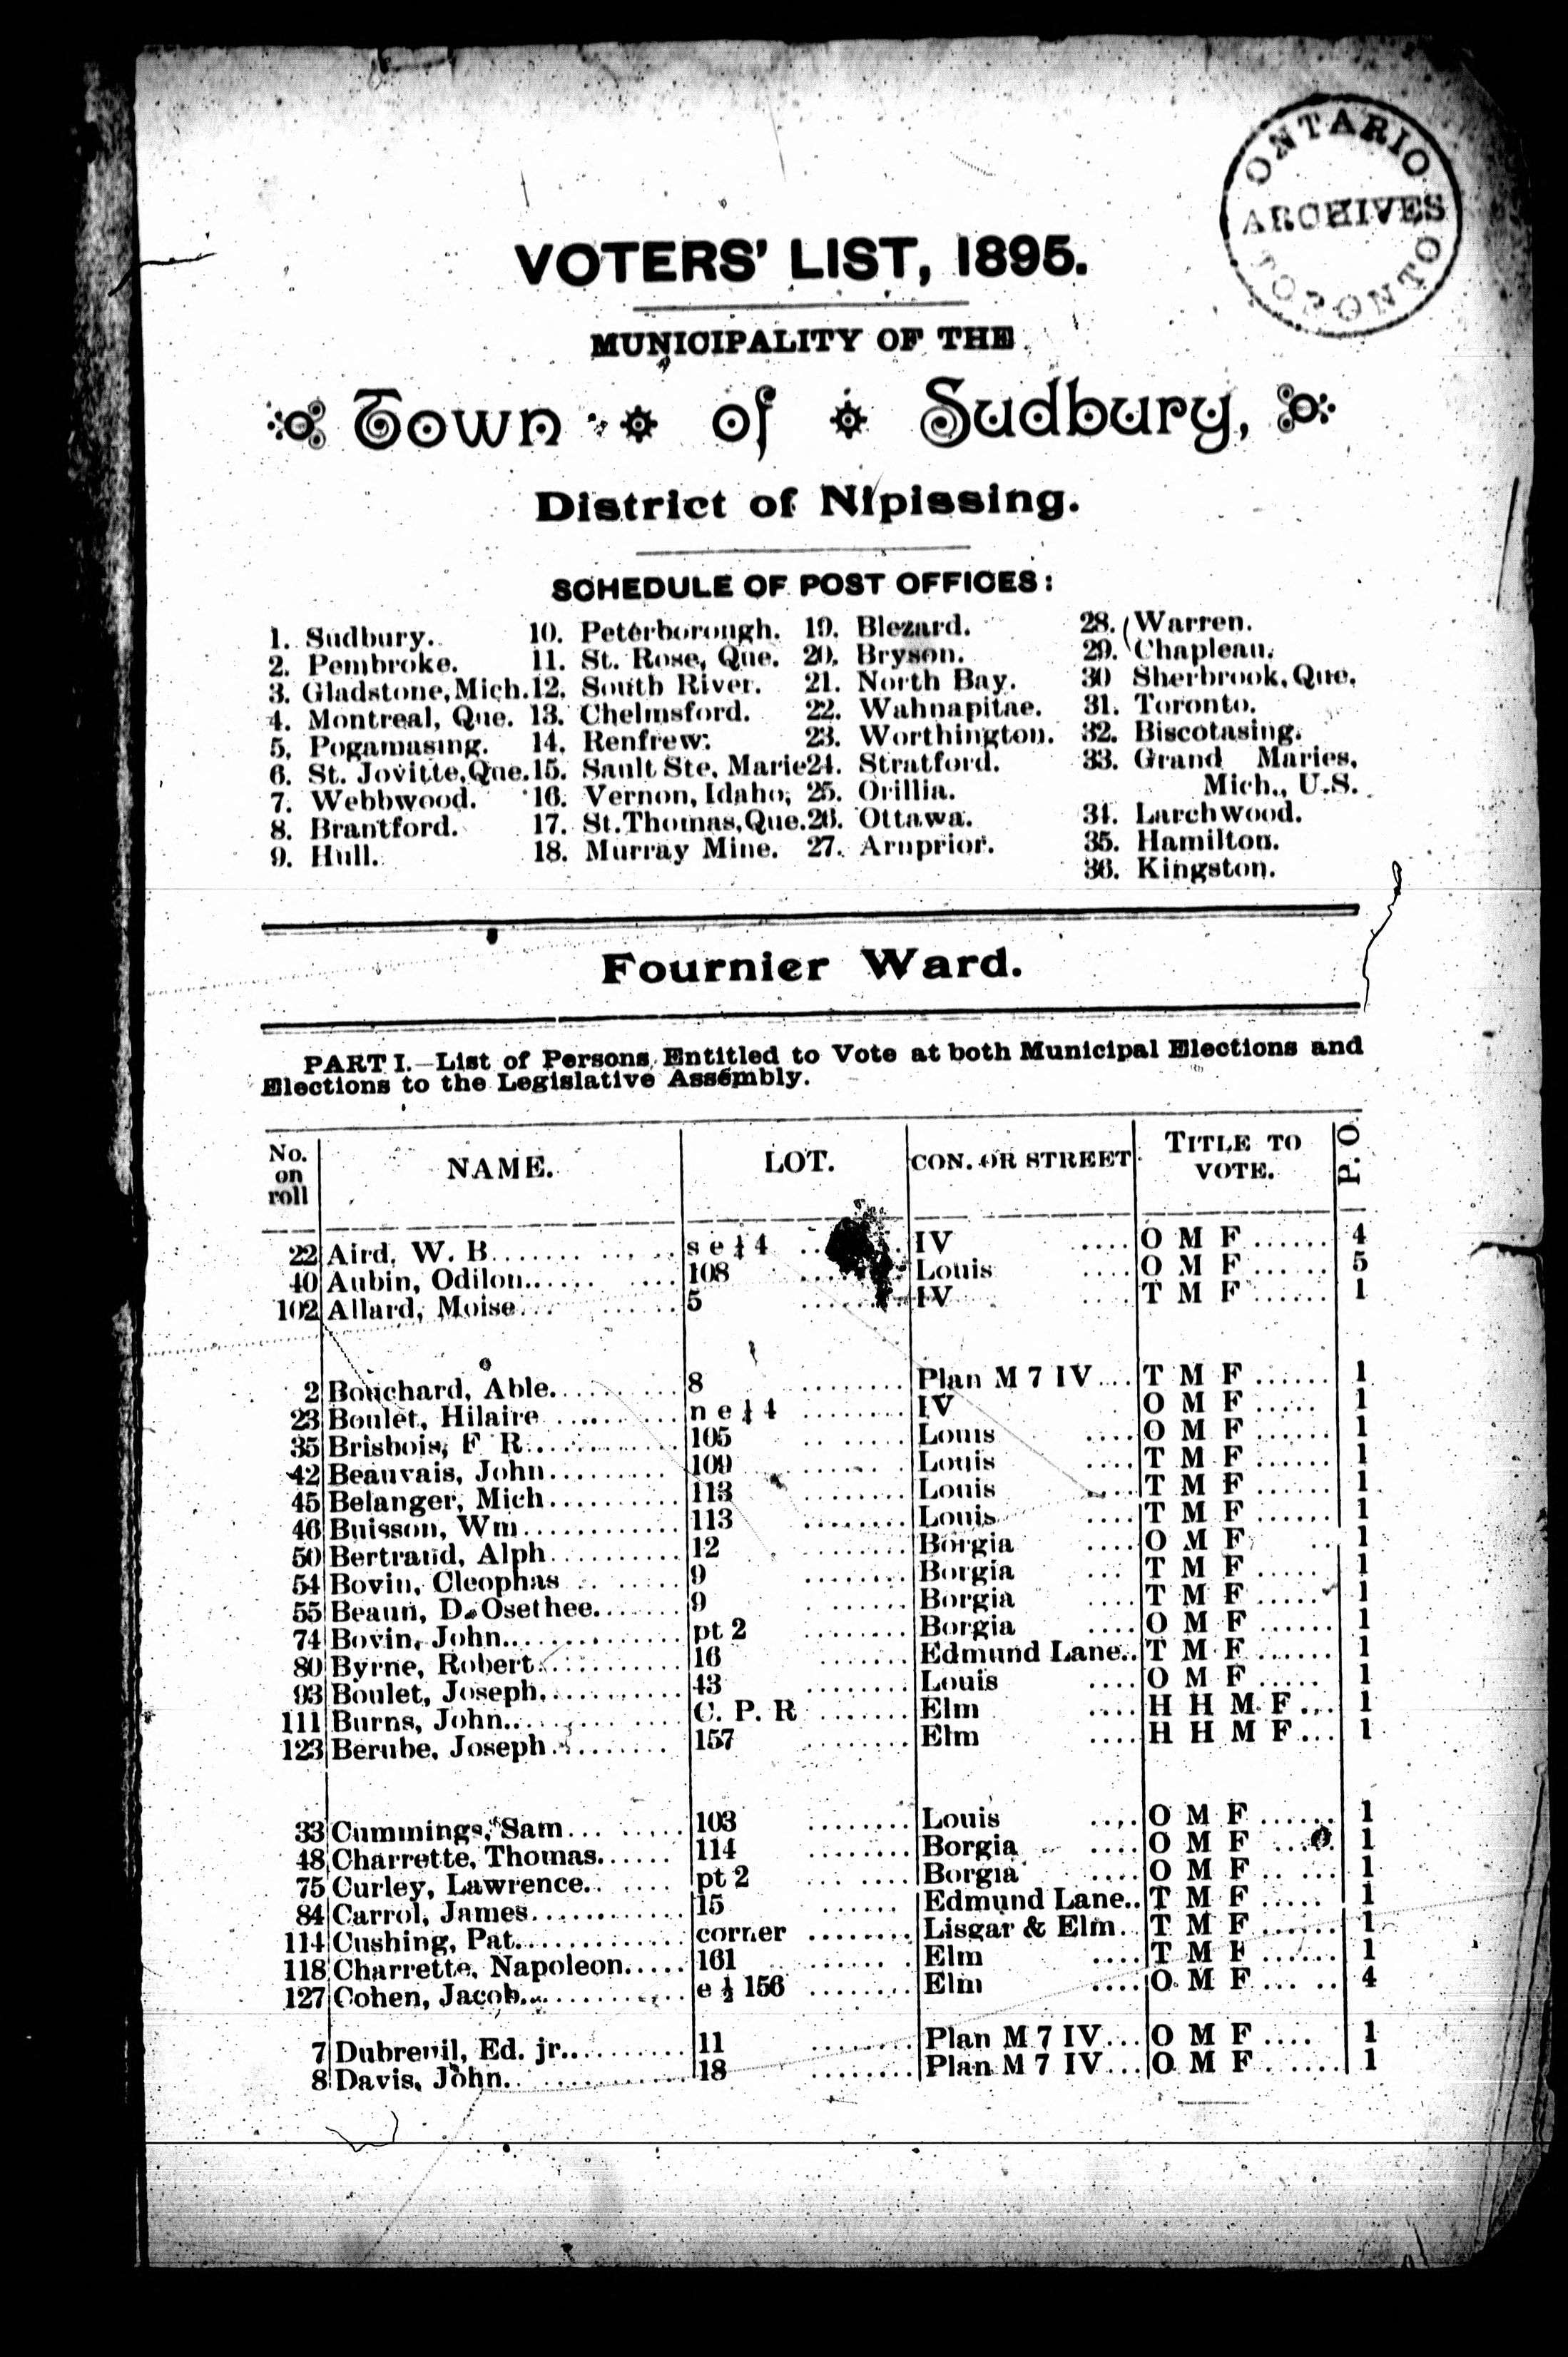 ONTARIO
ARCHIVES
TORONTO
VOTERS' LIST, 1895.
MUNICIPALITY OF THE
Town of Sudbury,
District of Nipissing.
SCHEDULE OF POST OFFICES:
1. Sudbury. 10. Peterborough. 19. Blezard. 28. Warren.
2. Pembroke. 11. St. Rose, Que. 20. Bryson. 29. Chapleau.
3. Gladstone, Mich. 12. South River. 21. North Bay. 30 Sherbrook, Que.
4. Montreal, Que. 13. Chelmsford. 22. Wahnapitae. 31. Toronto.
5. Pogamasing. 14. Renfrew. 23. Worthington. 32. Biscotasing.
6. St. Jovitte, Que. 15. Sault Ste. Marie 24. Stratford. 33. Grand Maries,
7. Webbwood. 16. Vernon, Idaho, 25. Orillia. Mich., U.S.
8. Brantford. 17. St. Thomas, Que. 26. Ottawa. 34. Larchwood.
9. Hull. 18. Murray Mine. 27. Arnprior. 35. Hamilton.
36. Kingston.
Fournier Ward.
PART I.—List of Persons Entitled to Vote at both Municipal Elections and
Elections to the Legislative Assembly.
No. on roll NAME. LOT. CON. OR STREET TITLE TO VOTE. P. O.
22 Aird, W. B. s e ¼ 4 IV O M F 4
40 Aubin, Odilon 108 Louis O M F 5
102 Allard, Moise 5 IV T M F 1
2 Bouchard, Able 8 Plan M 7 IV T M F 1
23 Boulet, Hilaire n e ¼ 4 IV O M F 1
35 Brisbois, F R 105 Louis O M F 1
42 Beauvais, John 109 Louis T M F 1
45 Belanger, Mich 113 Louis T M F 1
46 Buisson, Wm 113 Louis T M F 1
50 Bertrand, Alph 12 Borgia O M F 1
54 Bovin, Cleophas 9 Borgia T M F 1
55 Beaun, D. Osethee 9 Borgia T M F 1
74 Bovin, John pt 2 Borgia O M F 1
80 Byrne, Robert 16 Edmund Lane T M F 1
93 Boulet, Joseph 43 Louis O M F 1
111 Burns, John C. P. R Elm H H M F 1
123 Berube, Joseph 157 Elm H H M F 1
33 Cummings, Sam 103 Louis O M F 1
48 Charrette, Thomas 114 Borgia O M F 1
75 Curley, Lawrence pt 2 Borgia O M F 1
84 Carrol, James 15 Edmund Lane T M F 1
114 Cushing, Pat corner Lisgar & Elm T M F 1
118 Charrette, Napoleon 161 Elm T M F 1
127 Cohen, Jacob e ½ 156 Elm O M F 4
7 Dubreuil, Ed. jr. 11 Plan M 7 IV O M F 1
8 Davis, John 18 Plan M 7 IV O M F 1